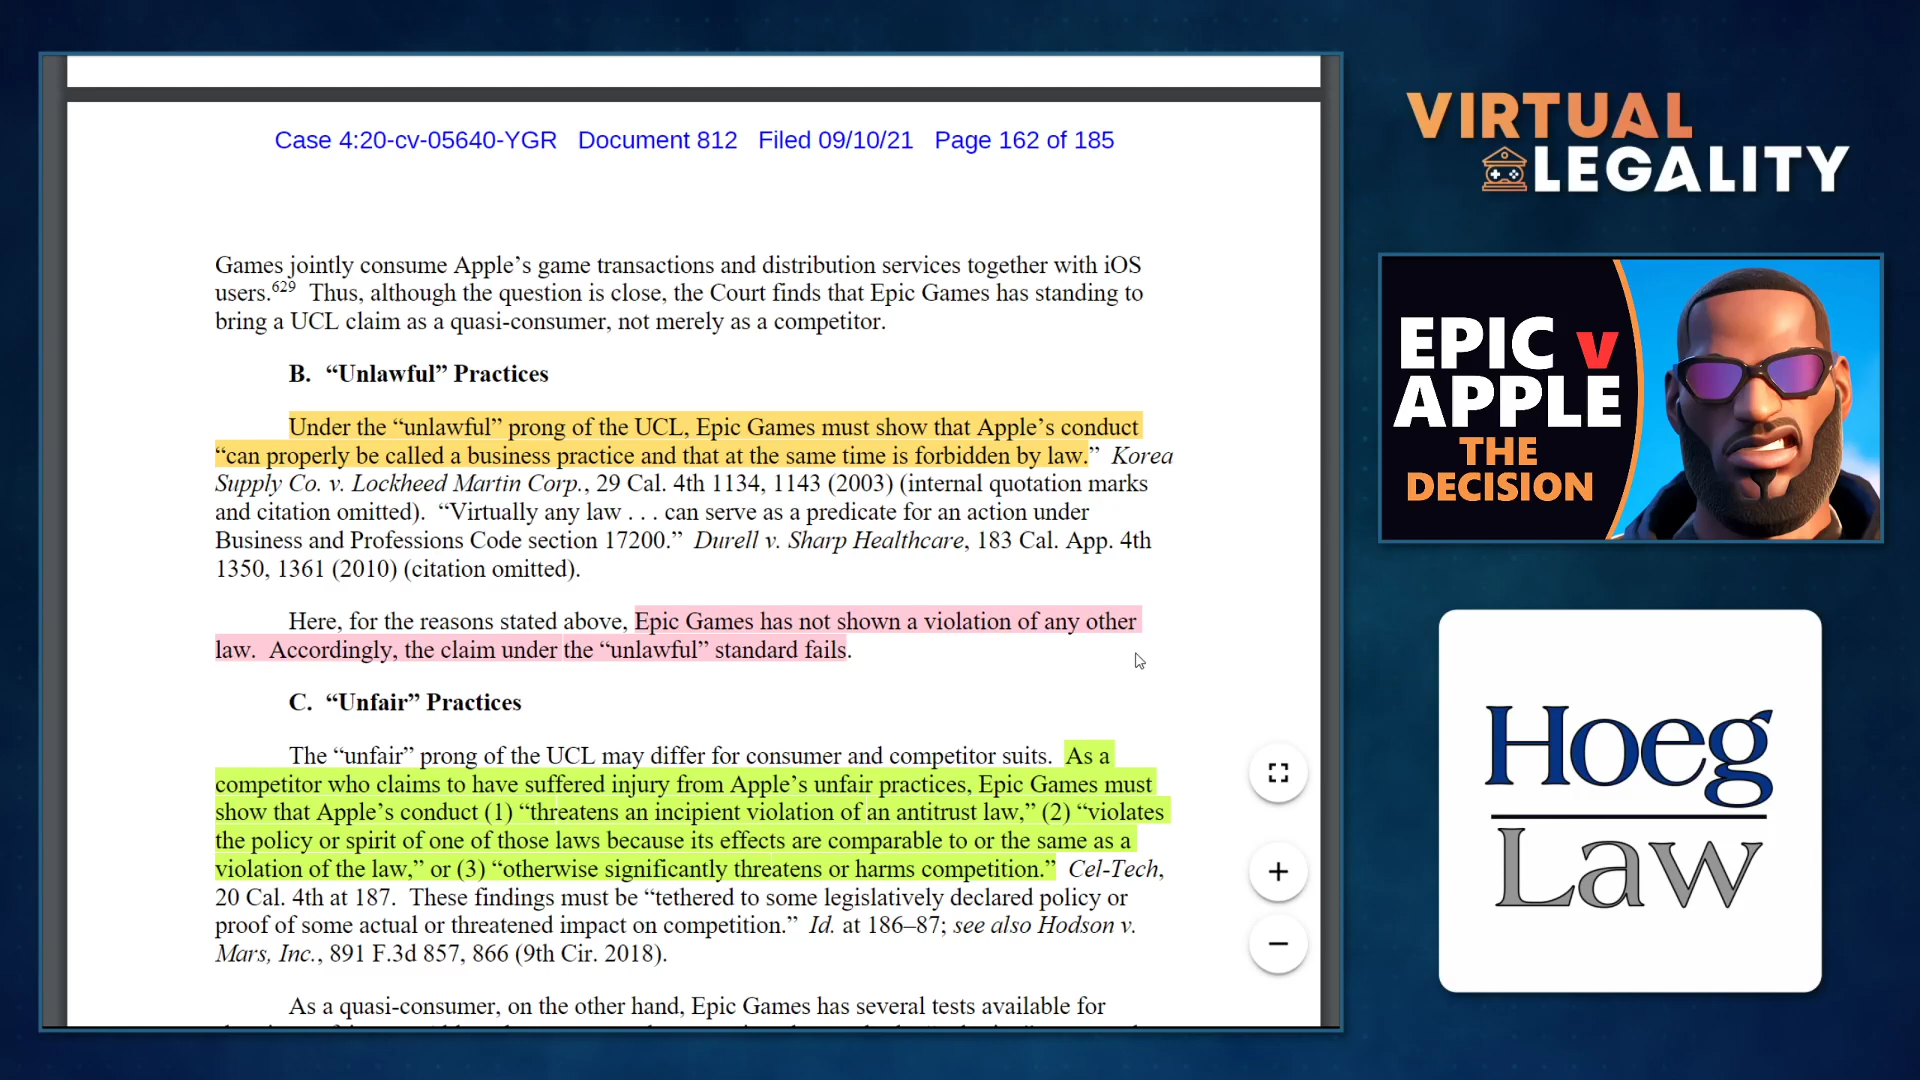 Case 4:20-cv-05640-YGR Document 812 Filed 09/10/21 Page 162 of 185
Games jointly consume Apple’s game transactions and distribution services together with iOS
users.629 Thus, although the question is close, the Court finds that Epic Games has standing to
bring a UCL claim as a quasi-consumer, not merely as a competitor.
B. “Unlawful” Practices
Under the “unlawful” prong of the UCL, Epic Games must show that Apple’s conduct
“can properly be called a business practice and that at the same time is forbidden by law.” Korea
Supply Co. v. Lockheed Martin Corp., 29 Cal. 4th 1134, 1143 (2003) (internal quotation marks
and citation omitted). “Virtually any law . . . can serve as a predicate for an action under
Business and Professions Code section 17200.” Durell v. Sharp Healthcare, 183 Cal. App. 4th
1350, 1361 (2010) (citation omitted).
Here, for the reasons stated above, Epic Games has not shown a violation of any other
law. Accordingly, the claim under the “unlawful” standard fails.
C. “Unfair” Practices
The “unfair” prong of the UCL may differ for consumer and competitor suits. As a
competitor who claims to have suffered injury from Apple’s unfair practices, Epic Games must
show that Apple’s conduct (1) “threatens an incipient violation of an antitrust law,” (2) “violates
the policy or spirit of one of those laws because its effects are comparable to or the same as a
violation of the law,” or (3) “otherwise significantly threatens or harms competition.” Cel-Tech,
20 Cal. 4th at 187. These findings must be “tethered to some legislatively declared policy or
proof of some actual or threatened impact on competition.” Id. at 186–87; see also Hodson v.
Mars, Inc., 891 F.3d 857, 866 (9th Cir. 2018).
As a quasi-consumer, on the other hand, Epic Games has several tests available for
VIRTUAL
LEGALITY
EPIC v
APPLE
THE
DECISION
Hoeg
Law